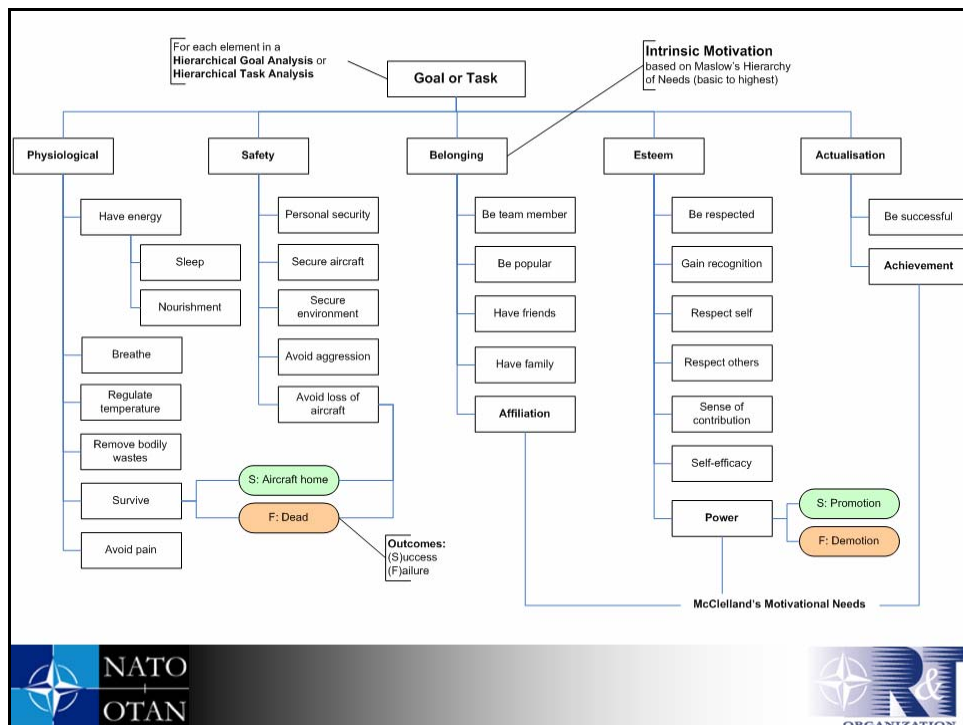 For each element in a
Hierarchical Goal Analysis or
Hierarchical Task Analysis
Goal or Task
Intrinsic Motivation
based on Maslow's Hierarchy
of Needs (basic to highest)
Physiological
Safety
Belonging
Esteem
Actualisation
Have energy
Sleep
Nourishment
Breathe
Regulate
temperature
Remove bodily
wastes
Survive
Avoid pain
Personal security
Secure aircraft
Secure
environment
Avoid aggression
Avoid loss of
aircraft
S: Aircraft home
F: Dead
Outcomes:
(S)uccess
(F)ailure
Be team member
Be popular
Have friends
Have family
Affiliation
Be respected
Gain recognition
Respect self
Respect others
Sense of
contribution
Self-efficacy
Power
S: Promotion
F: Demotion
Be successful
Achievement
McClelland's Motivational Needs
NATO
OTAN
R&T
ORGANIZATION